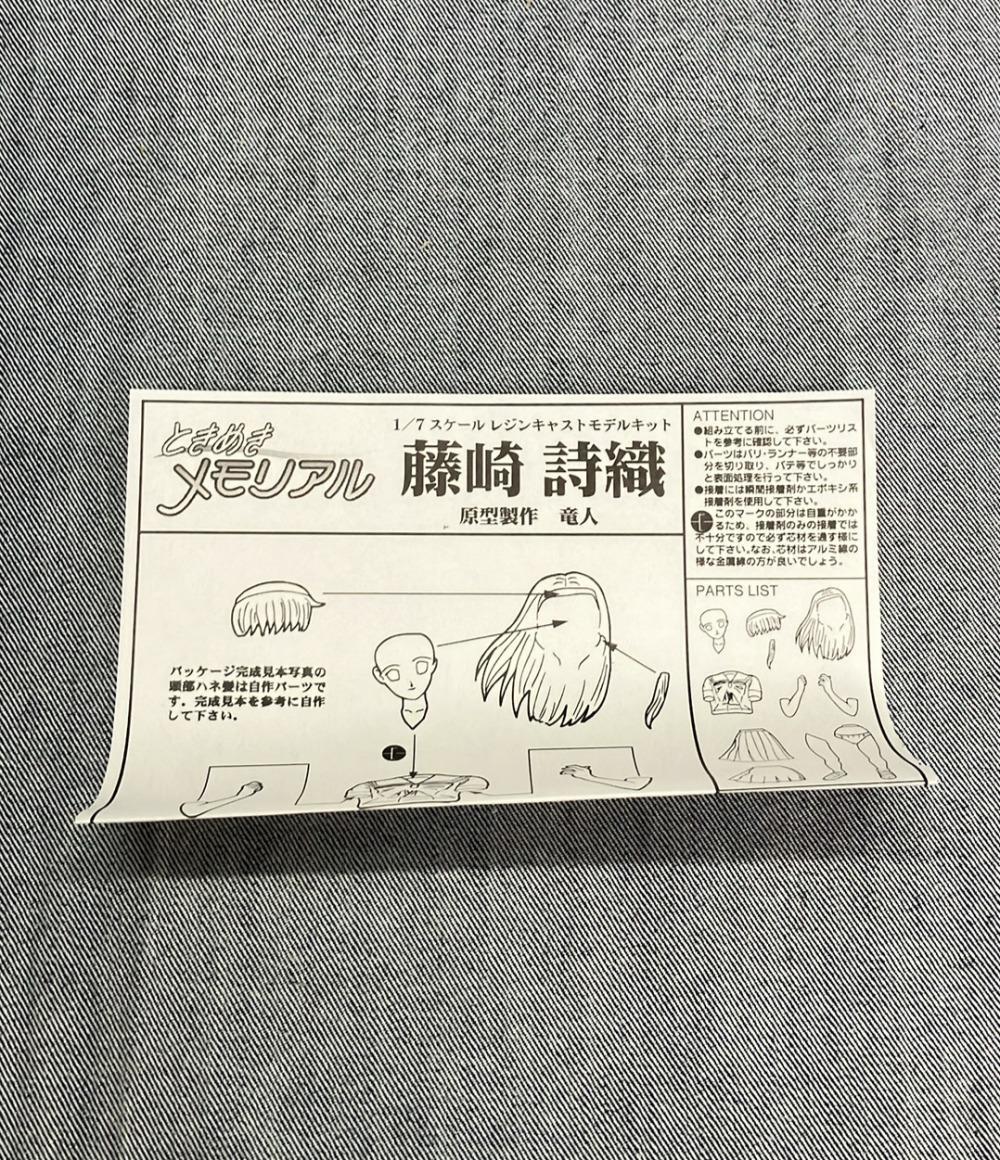 ときめき
メモリアル
1/7 スケール レジンキャストモデルキット
藤崎 詩織
原型製作 竜人
パッケージ完成見本写真の
頭部ハネ髪は自作パーツで
す。完成見本を参考に自作
して下さい。
ATTENTION
●組み立てる前に、必ずパーツリス
トを参考に確認して下さい。
●パーツはバリ・ランナー等の不要部
分を切り取り、パテ等でしっかり
と表面処理を行って下さい。
●接着には瞬間接着剤かエポキシ系
接着剤を使用して下さい。
このマークの部分は自重がかか
るため、接着剤のみの接着では
不十分ですので必ず芯材を通す様に
して下さい。なお、芯材はアルミ線の
様な金属線の方が良いでしょう。
PARTS LIST